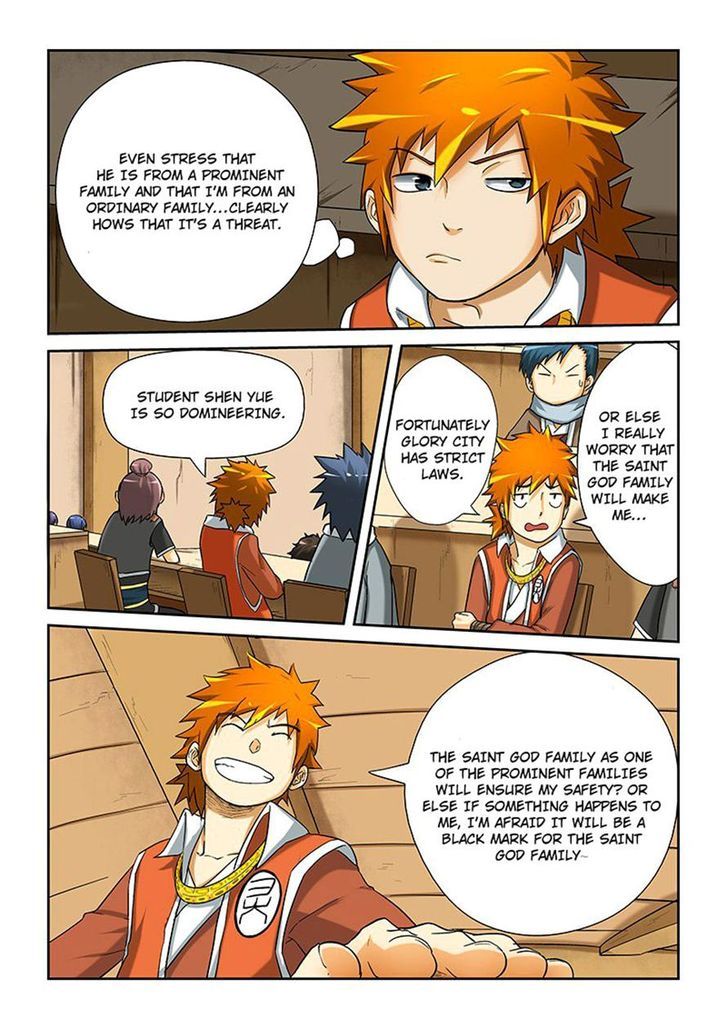 EVEN STRESS THAT
HE IS FROM A PROMINENT
FAMILY AND THAT I'M FROM AN
ORDINARY FAMILY...CLEARLY
HOWS THAT IT'S A THREAT.
STUDENT SHEN YUE
IS SO DOMINEERING.
FORTUNATELY
GLORY CITY
HAS STRICT
LAWS.
OR ELSE
I REALLY
WORRY THAT
THE SAINT
GOD FAMILY
WILL MAKE
ME...
THE SAINT GOD FAMILY AS ONE
OF THE PROMINENT FAMILIES
WILL ENSURE MY SAFETY? OR
ELSE IF SOMETHING HAPPENS TO
ME, I'M AFRAID IT WILL BE A
BLACK MARK FOR THE SAINT
GOD FAMILY~